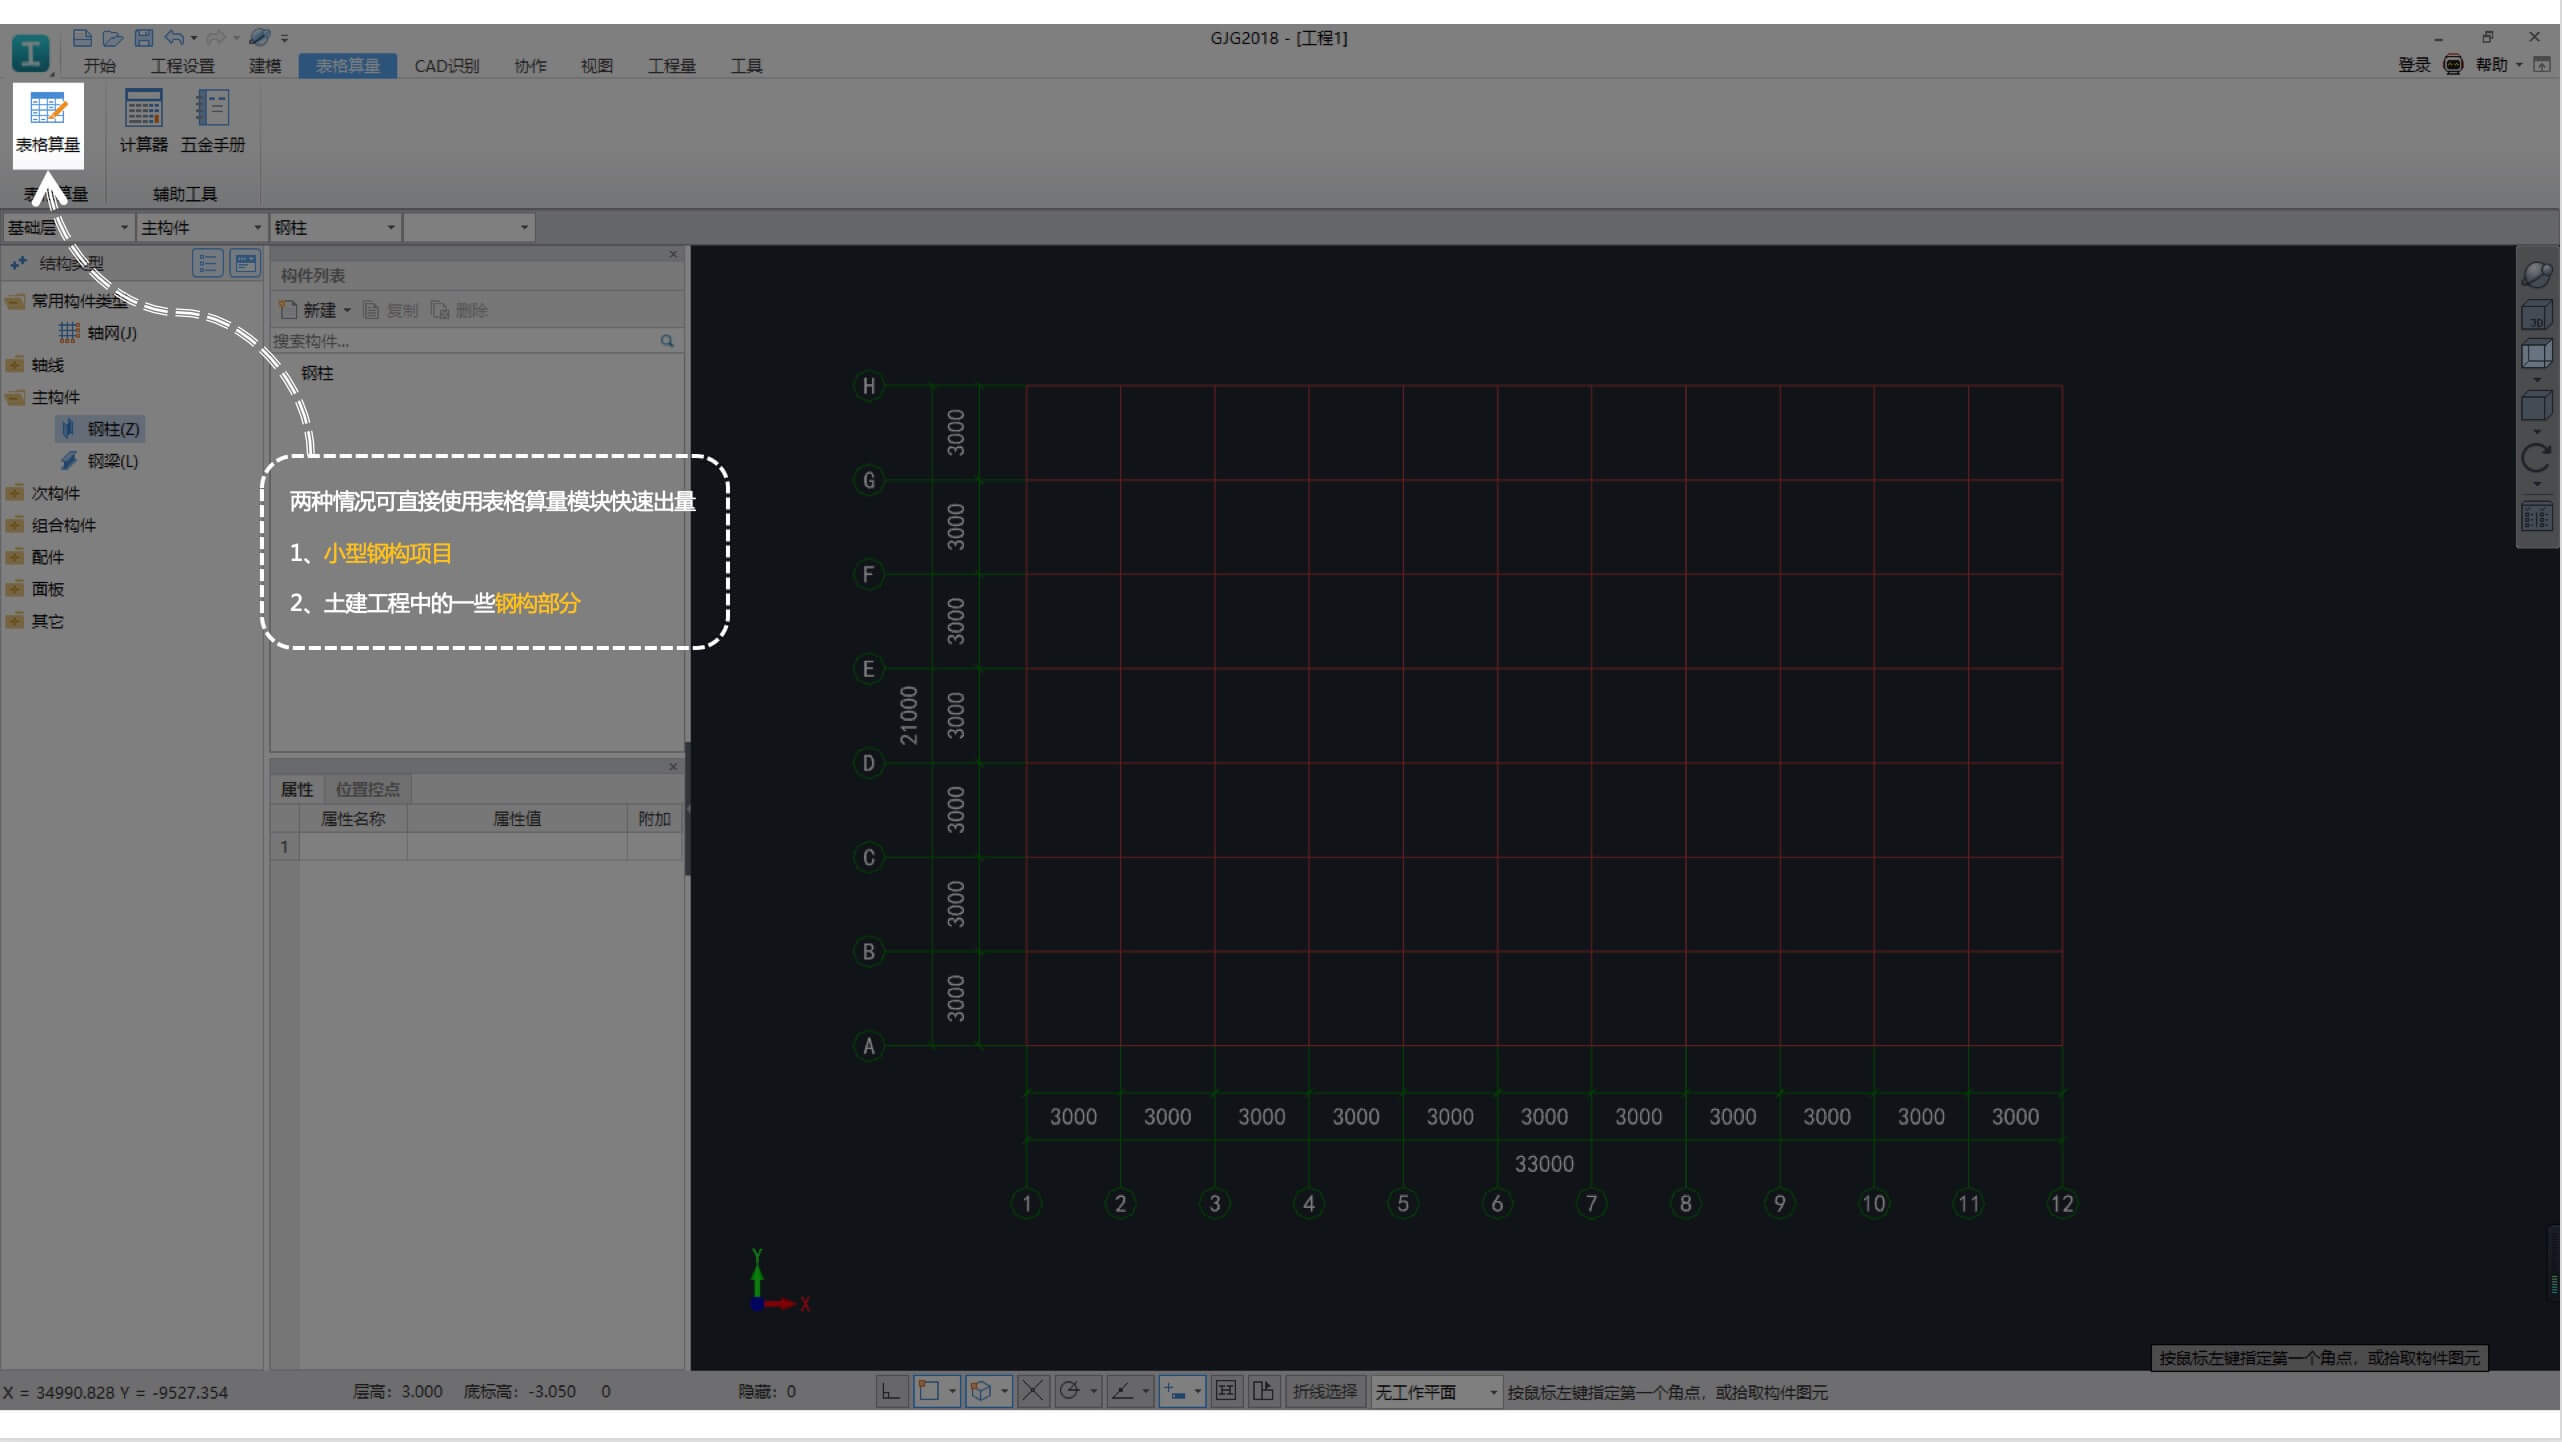 GJG2018 - [工程1]
开始 工程设置 建模 表格算量 CAD识别 协作 视图 工程量 工具
登录 帮助
表格算量 计算器 五金手册
量 辅助工具
基础层 主构件 钢柱
结构类型
构件列表
常用构件类型
新建 复制 删除
轴网(J)
搜索构件...
轴线
钢柱
主构件
钢柱(Z)
钢梁(L)
次构件
组合构件
配件
面板
其它
两种情况可直接使用表格算量模块快速出量
1、小型钢构项目
2、土建工程中的一些钢构部分
属性 位置控点
属性名称 属性值 附加
1
H
3000
G
3000
F
3000
E
21000
3000
D
3000
C
3000
B
3000
A
3000 3000 3000 3000 3000 3000 3000 3000 3000 3000 3000
33000
1 2 3 4 5 6 7 8 9 10 11 12
Y
X
3D
按鼠标左键指定第一个角点，或拾取构件图元
X = 34990.828 Y = -9527.354 层高：3.000 底标高：-3.050 0 隐藏：0 折线选择 无工作平面 按鼠标左键指定第一个角点，或拾取构件图元